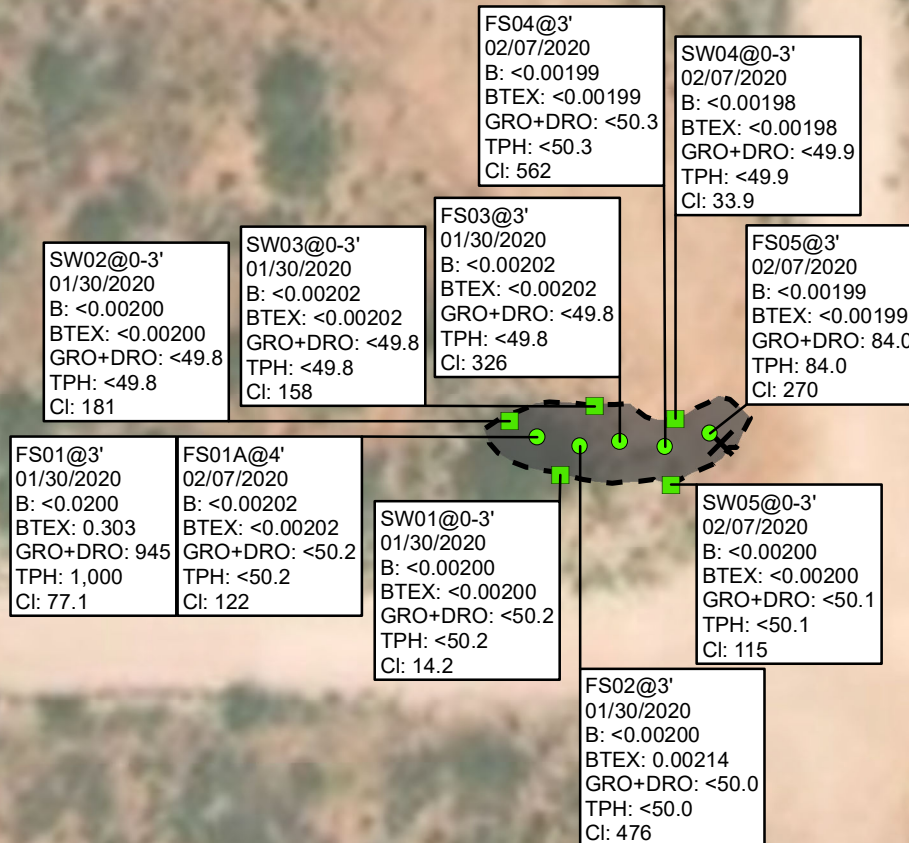 FS04@3'
02/07/2020
B: <0.00199
BTEX: <0.00199
GRO+DRO: <50.3
TPH: <50.3
Cl: 562
SW04@0-3'
02/07/2020
B: <0.00198
BTEX: <0.00198
GRO+DRO: <49.9
TPH: <49.9
Cl: 33.9
FS03@3'
01/30/2020
B: <0.00202
BTEX: <0.00202
GRO+DRO: <49.8
TPH: <49.8
Cl: 326
SW03@0-3'
01/30/2020
B: <0.00202
BTEX: <0.00202
GRO+DRO: <49.8
TPH: <49.8
Cl: 158
SW02@0-3'
01/30/2020
B: <0.00200
BTEX: <0.00200
GRO+DRO: <49.8
TPH: <49.8
Cl: 181
FS05@3'
02/07/2020
B: <0.00199
BTEX: <0.00199
GRO+DRO: 84.0
TPH: 84.0
Cl: 270
FS01@3'
01/30/2020
B: <0.0200
BTEX: 0.303
GRO+DRO: 945
TPH: 1,000
Cl: 77.1
FS01A@4'
02/07/2020
B: <0.00202
BTEX: <0.00202
GRO+DRO: <50.2
TPH: <50.2
Cl: 122
SW01@0-3'
01/30/2020
B: <0.00200
BTEX: <0.00200
GRO+DRO: <50.2
TPH: <50.2
Cl: 14.2
SW05@0-3'
02/07/2020
B: <0.00200
BTEX: <0.00200
GRO+DRO: <50.1
TPH: <50.1
Cl: 115
FS02@3'
01/30/2020
B: <0.00200
BTEX: 0.00214
GRO+DRO: <50.0
TPH: <50.0
Cl: 476